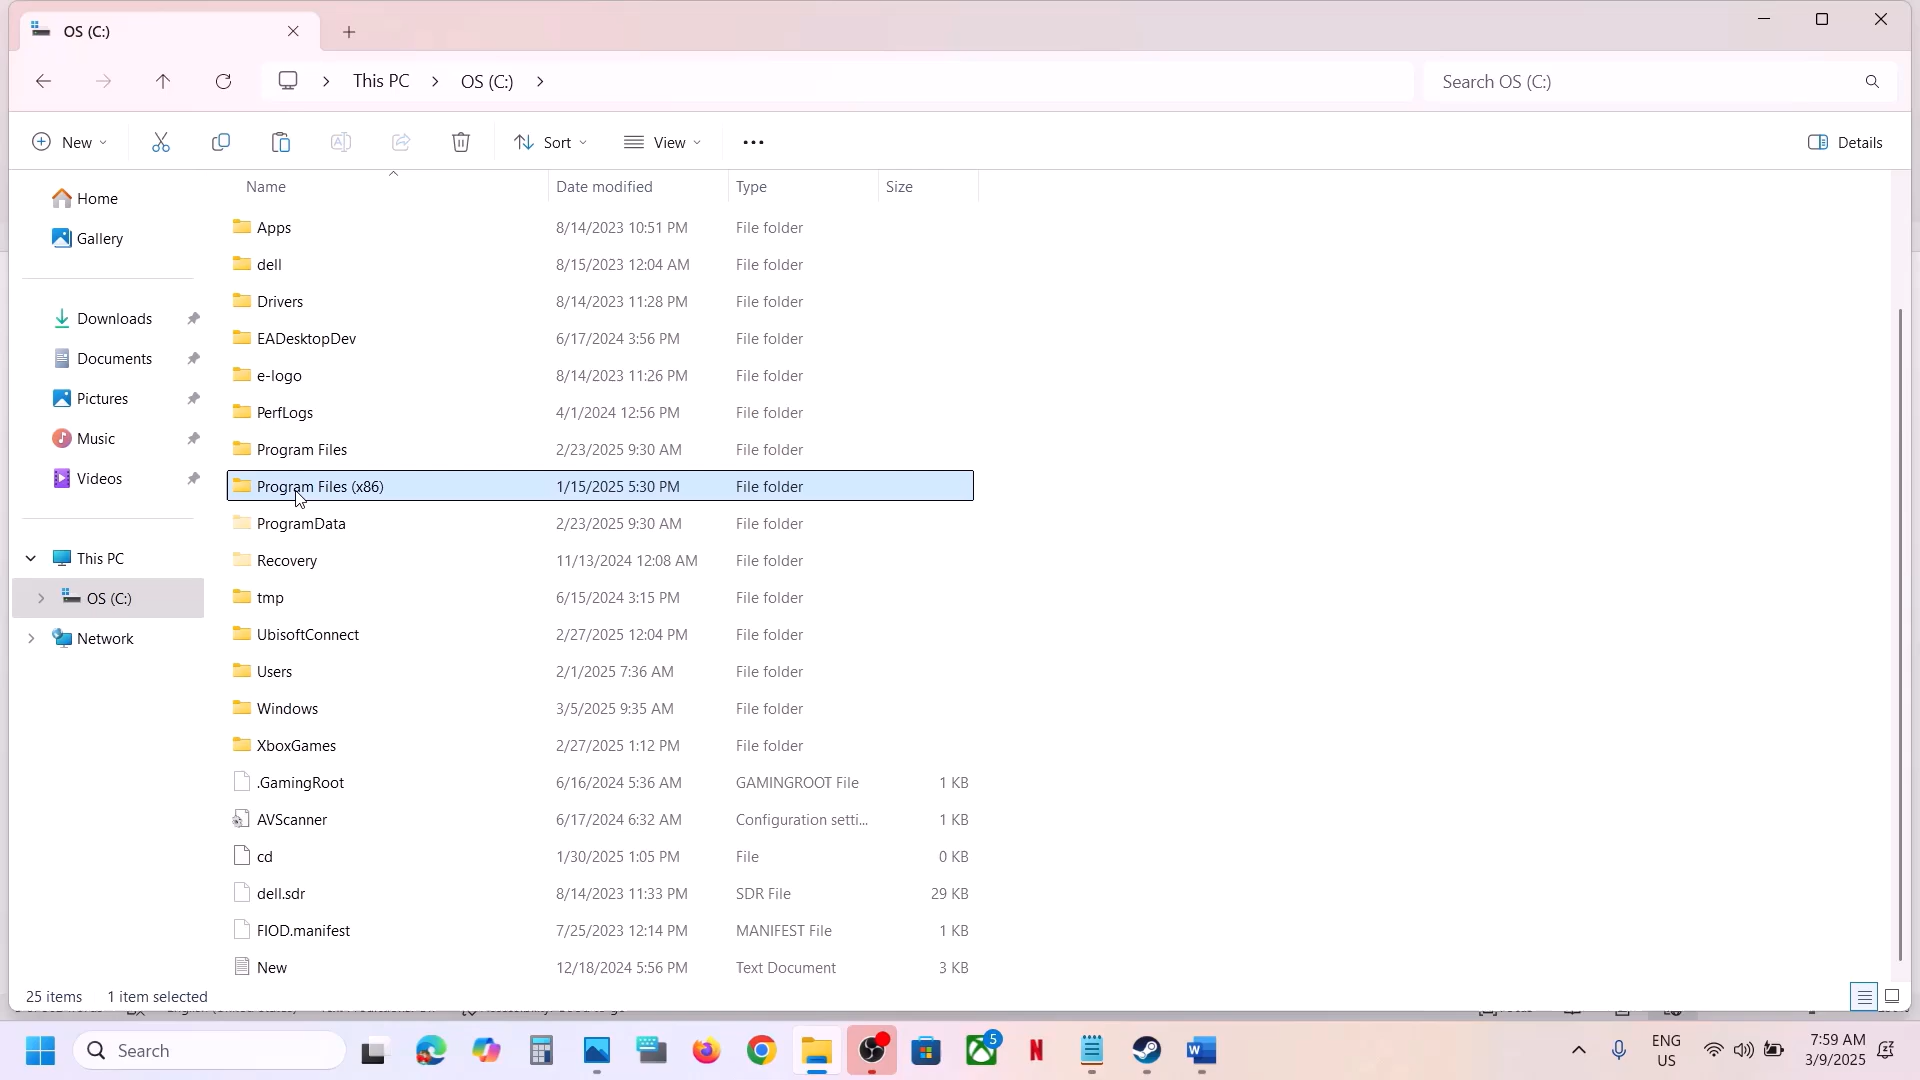 OS (C:)
This PC
OS (C:)
Search OS (C:)
New
Sort
View
Details
Home
Gallery
Downloads
Documents
Pictures
Music
Videos
This PC
OS (C:)
Network
Name
Date modified
Type
Size
Apps 8/14/2023 10:51 PM File folder
dell 8/15/2023 12:04 AM File folder
Drivers 8/14/2023 11:28 PM File folder
EADesktopDev 6/17/2024 3:56 PM File folder
e-logo 8/14/2023 11:26 PM File folder
PerfLogs 4/1/2024 12:56 PM File folder
Program Files 2/23/2025 9:30 AM File folder
Program Files (x86) 1/15/2025 5:30 PM File folder
ProgramData 2/23/2025 9:30 AM File folder
Recovery 11/13/2024 12:08 AM File folder
tmp 6/15/2024 3:15 PM File folder
UbisoftConnect 2/27/2025 12:04 PM File folder
Users 2/1/2025 7:36 AM File folder
Windows 3/5/2025 9:35 AM File folder
XboxGames 2/27/2025 1:12 PM File folder
.GamingRoot 6/16/2024 5:36 AM GAMINGROOT File 1 KB
AVScanner 6/17/2024 6:32 AM Configuration setti... 1 KB
cd 1/30/2025 1:05 PM File 0 KB
dell.sdr 8/14/2023 11:33 PM SDR File 29 KB
FIOD.manifest 7/25/2023 12:14 PM MANIFEST File 1 KB
New 12/18/2024 5:56 PM Text Document 3 KB
25 items 1 item selected
Search
5
ENG
US
7:59 AM
3/9/2025